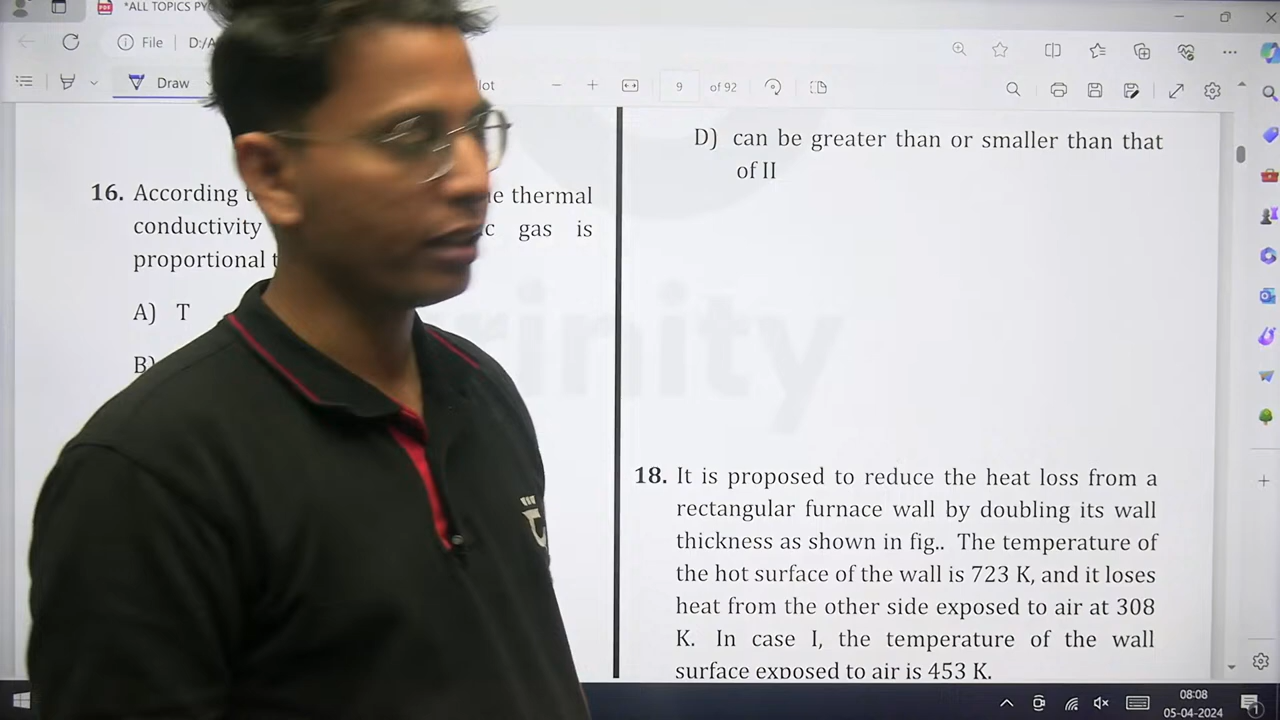 *ALL TOPICS PY
File
D:/A
Draw
9 of 92
16. According
e thermal
conductivity
c gas is
proportional t
A) T
B)
D) can be greater than or smaller than that
of II
rinity
18. It is proposed to reduce the heat loss from a
rectangular furnace wall by doubling its wall
thickness as shown in fig.. The temperature of
the hot surface of the wall is 723 K, and it loses
heat from the other side exposed to air at 308
K. In case I, the temperature of the wall
surface exposed to air is 453 K.
08:08
05-04-2024